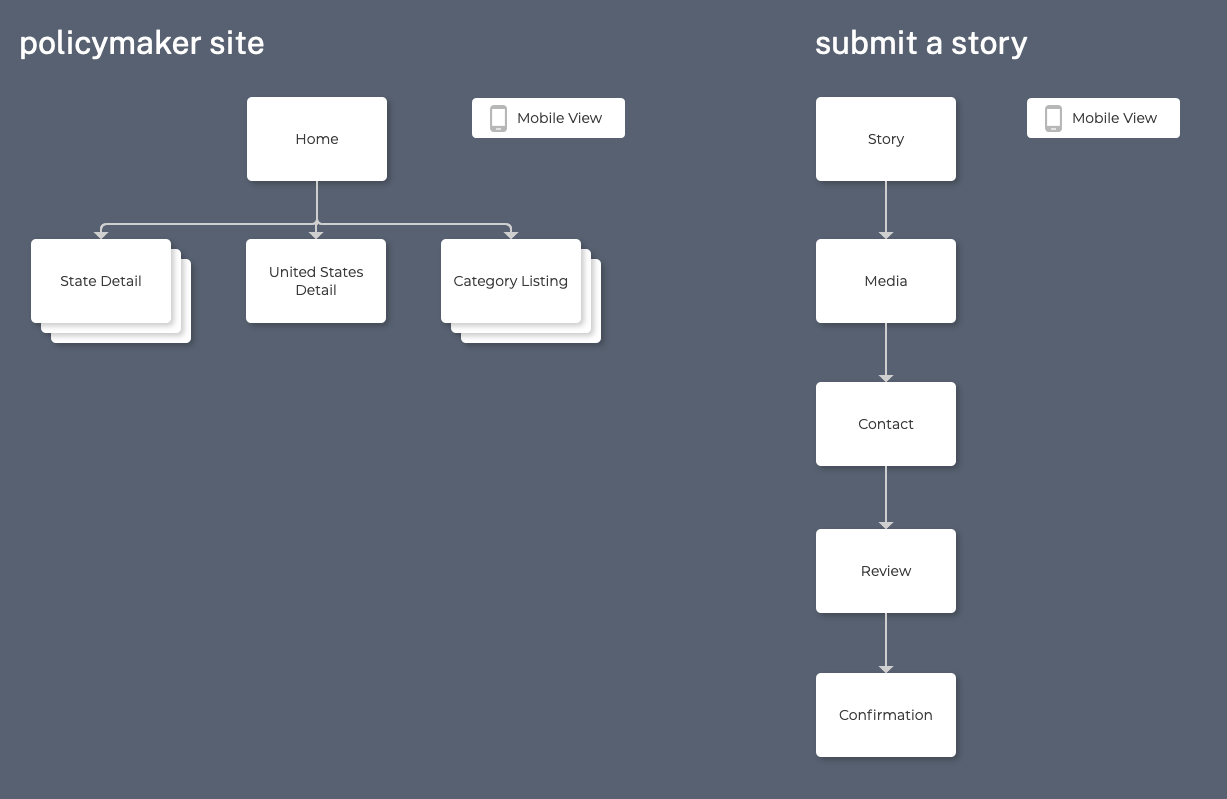 policymaker site
Home
Mobile View
State Detail
United States
Detail
Category Listing
submit a story
Story
Mobile View
Media
Contact
Review
Confirmation